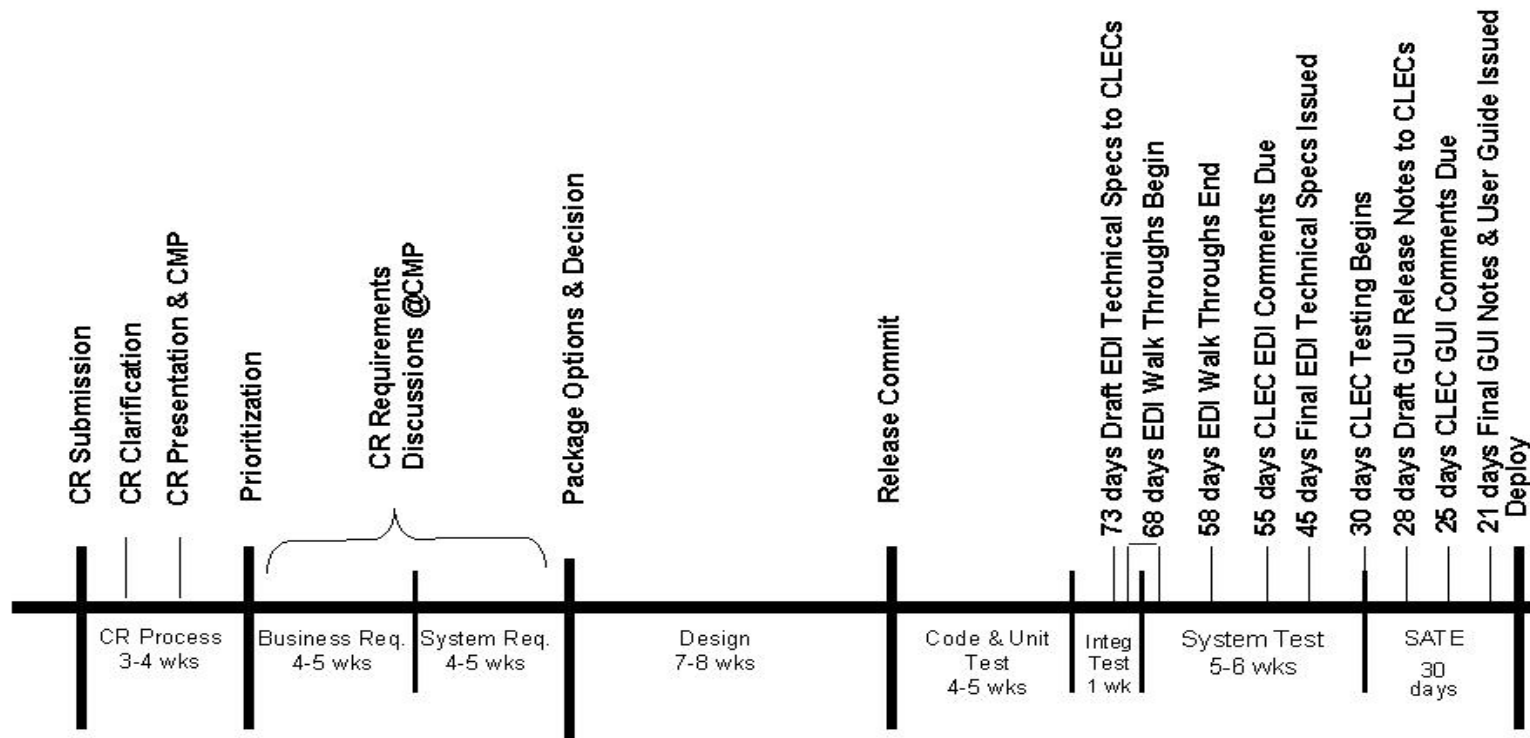 CR Submission
CR Clarification
CR Presentation & CMP
Prioritization
CR Requirements
Discussions @CMP
Package Options & Decision
Release Commit
73 days Draft EDI Technical Specs to CLECs
68 days EDI Walk Throughs Begin
58 days EDI Walk Throughs End
55 days CLEC EDI Comments Due
45 days Final EDI Technical Specs Issued
30 days CLEC Testing Begins
28 days Draft GUI Release Notes to CLECs
25 days CLEC GUI Comments Due
21 days Final GUI Notes & User Guide Issued
Deploy
CR Process
3-4 wks
Business Req.
4-5 wks
System Req.
4-5 wks
Design
7-8 wks
Code & Unit
Test
4-5 wks
Integ
Test
1 wk
System Test
5-6 wks
SATE
30
days